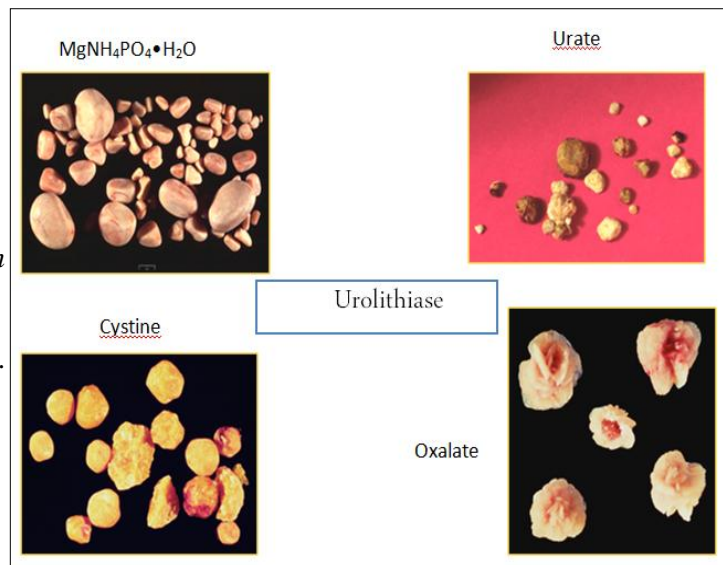 MgNH₄PO₄•H₂O
Urate
n
Urolithiase
Cystine
.
Oxalate